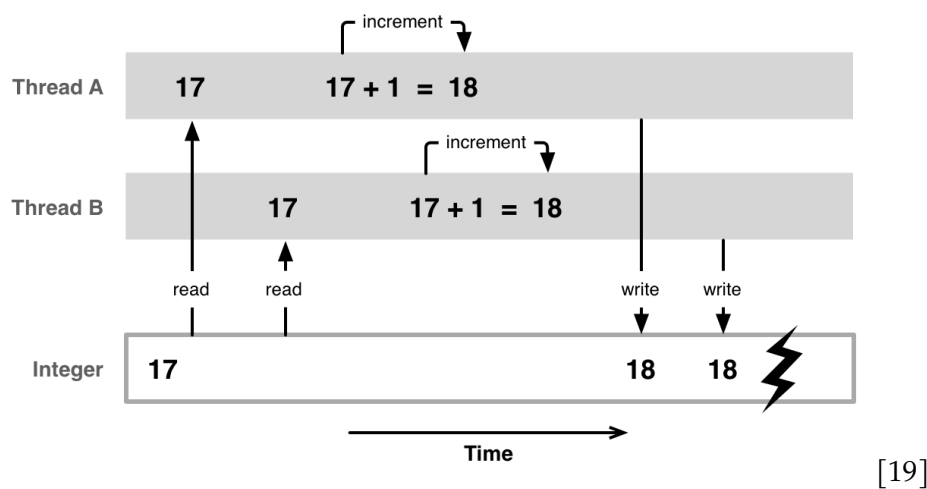 increment
Thread A 17 17 + 1 = 18
increment
Thread B 17 17 + 1 = 18
read read write write
Integer 17 18 18
Time
[19]